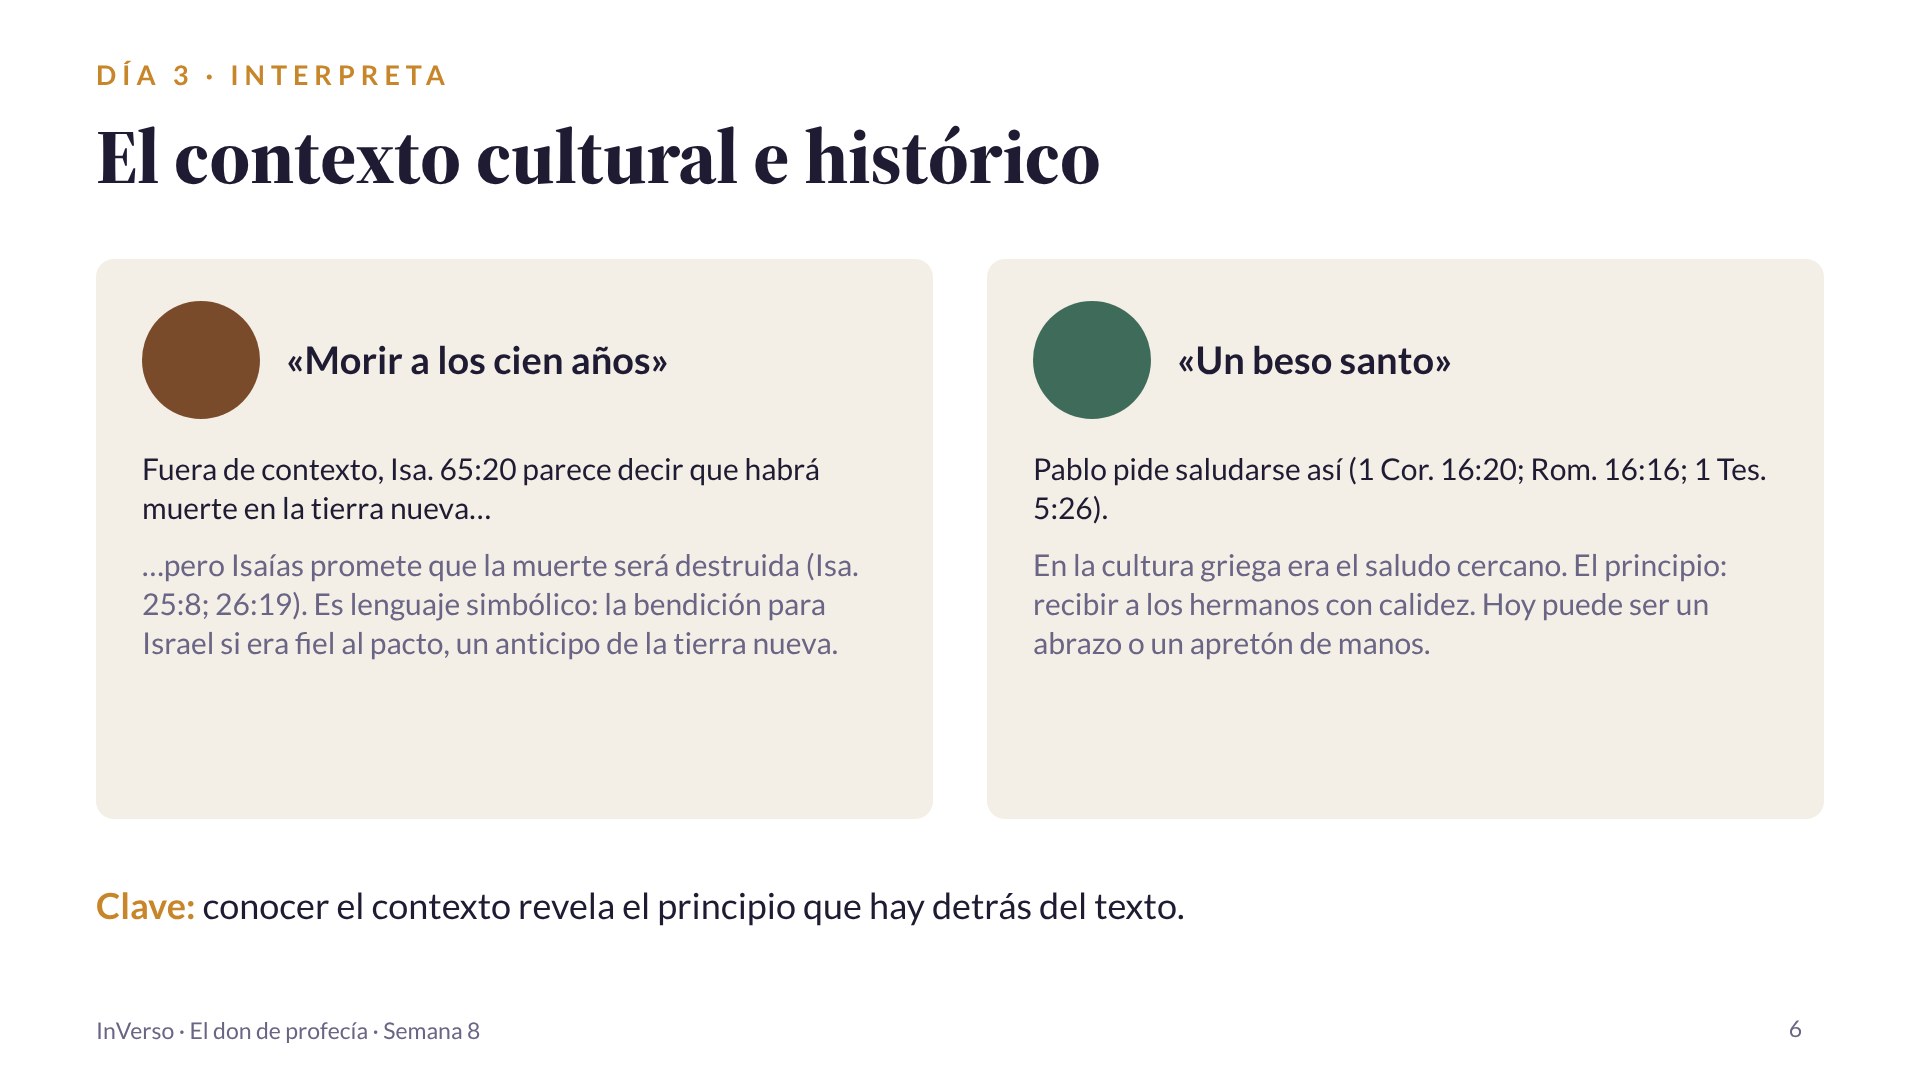 DÍA 3 · INTERPRETA
El contexto cultural e histórico
«Morir a los cien años»
Fuera de contexto, Isa. 65:20 parece decir que habrá
muerte en la tierra nueva…
…pero Isaías promete que la muerte será destruida (Isa.
25:8; 26:19). Es lenguaje simbólico: la bendición para
Israel si era fiel al pacto, un anticipo de la tierra nueva.
«Un beso santo»
Pablo pide saludarse así (1 Cor. 16:20; Rom. 16:16; 1 Tes.
5:26).
En la cultura griega era el saludo cercano. El principio:
recibir a los hermanos con calidez. Hoy puede ser un
abrazo o un apretón de manos.
Clave: conocer el contexto revela el principio que hay detrás del texto.
InVerso · El don de profecía · Semana 8
6